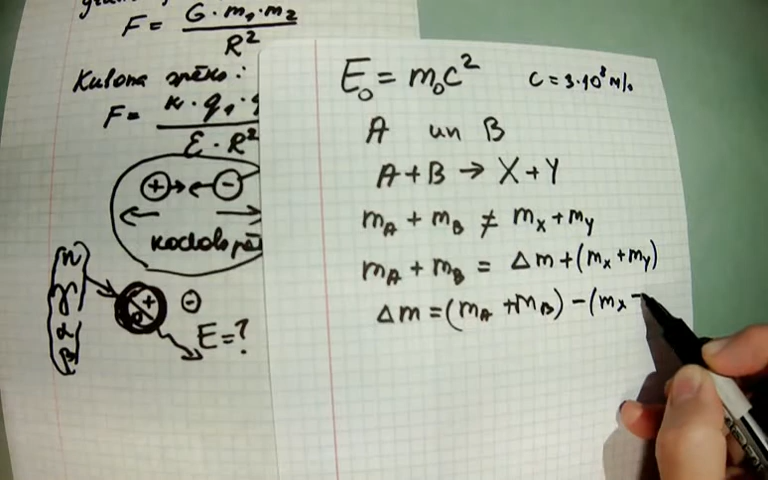 F = G · m₁ · m₂ / R²
Kulona spēks :
F = k · q₁ ·
ε · R²
+ → ← -
kodolspē
n
γ
α
β
+
-
E = ?
E₀ = m₀c²
c = 3·10⁸ m/s
A un B
A + B → X + Y
m_A + m_B ≠ m_X + m_Y
m_A + m_B = Δm + (m_X + m_Y)
Δm = (m_A + m_B) - (m_X